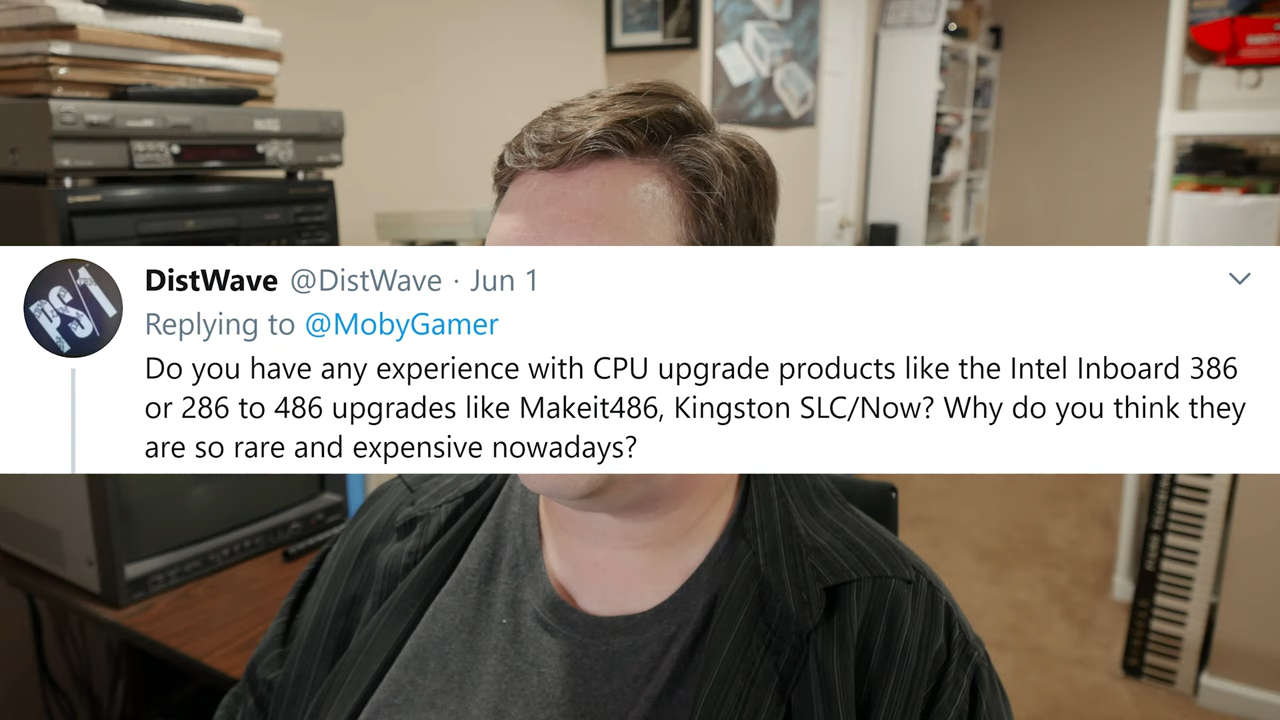 DistWave @DistWave · Jun 1
Replying to @MobyGamer
Do you have any experience with CPU upgrade products like the Intel Inboard 386
or 286 to 486 upgrades like Makeit486, Kingston SLC/Now? Why do you think they
are so rare and expensive nowadays?
PS/1